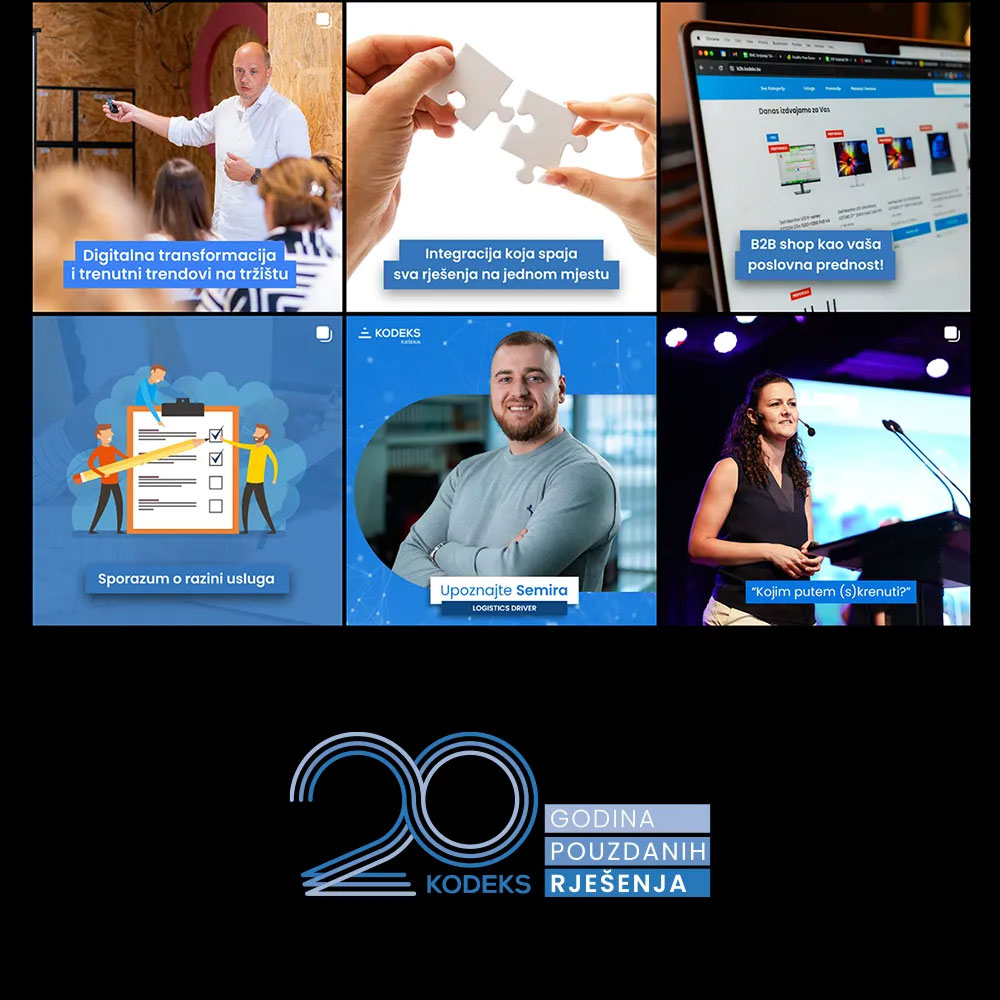 Digitalna transformacija
i trenutni trendovi na tržištu
Integracija koja spaja
sva rješenja na jednom mjestu
Danas izdvajamo za Vas
B2B shop kao vaša
poslovna prednost!
Sporazum o razini usluga
KODEKS
RJEŠENJA
Upoznajte Semira
LOGISTICS DRIVER
“Kojim putem (s)krenuti?”
20
KODEKS
GODINA
POUZDANIH
RJEŠENJA